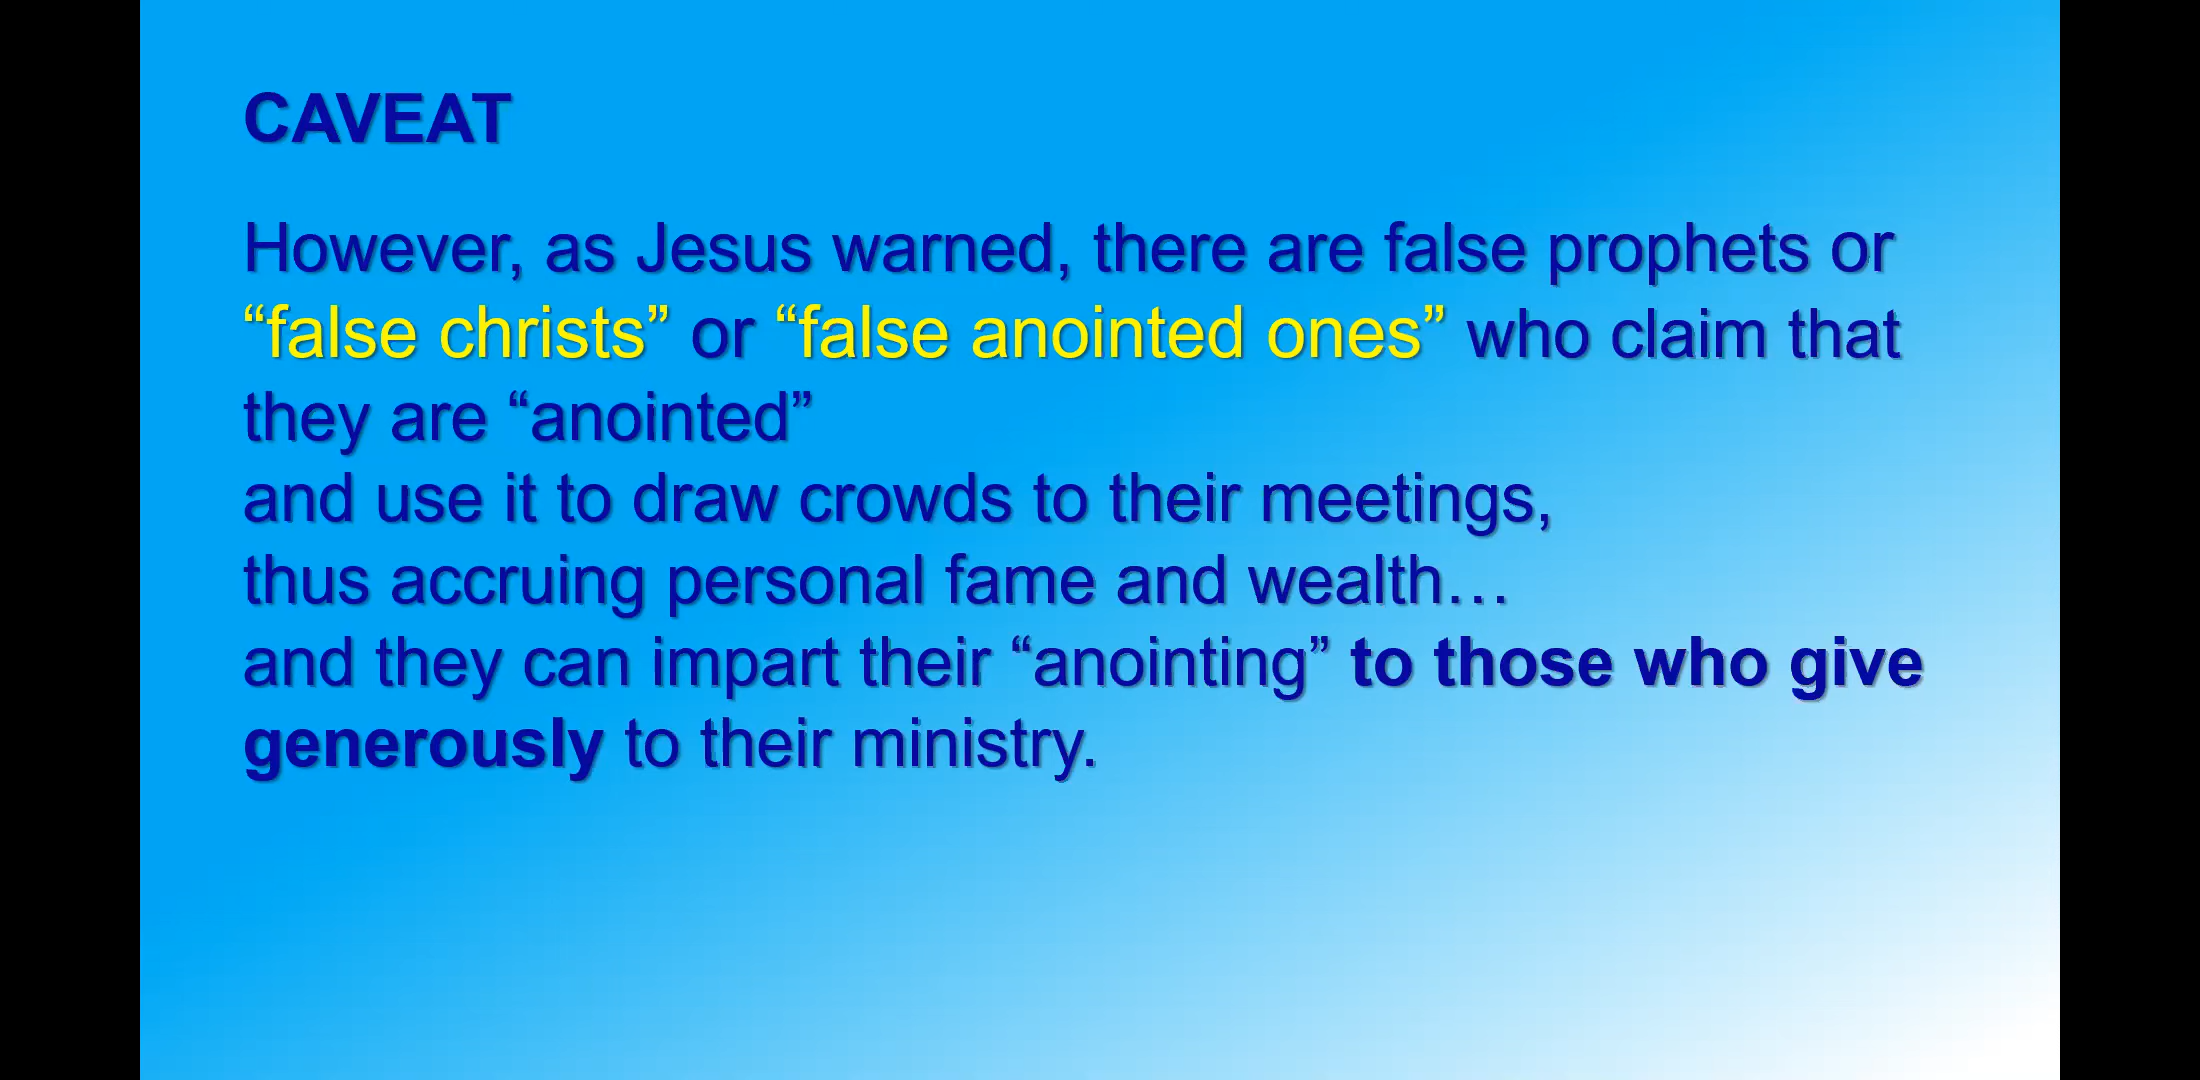 CAVEAT
However, as Jesus warned, there are false prophets or
“false christs” or “false anointed ones” who claim that
they are “anointed”
and use it to draw crowds to their meetings,
thus accruing personal fame and wealth…
and they can impart their “anointing” to those who give
generously to their ministry.